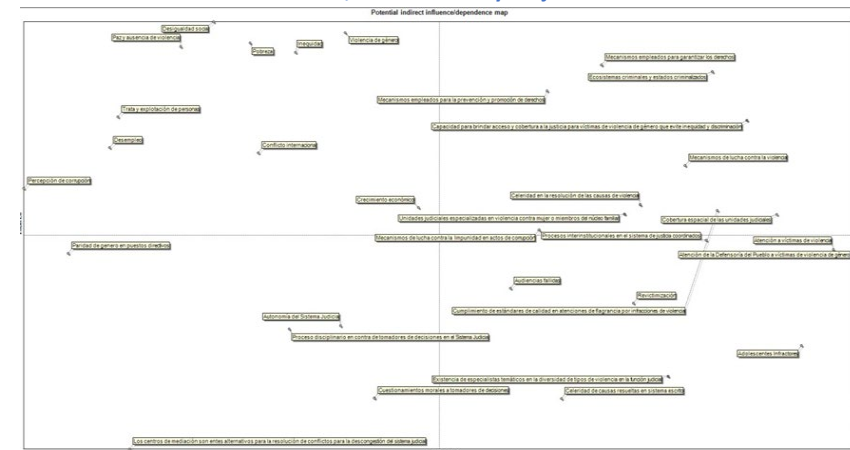 Potential indirect influence/dependence map
Desigualdad social
Paz y ausencia de violencia
Pobreza
Inequidad
Violencia de género
Mecanismos empleados para garantizar los derechos
Ecosistemas criminales y estados criminalizados
Mecanismos empleados para la prevención y promoción de derechos
Trata y explotación de personas
Capacidad para brindar acceso y cobertura a la justicia para víctimas de violencia de género que evite inequidad y discriminación
Desempleo
Conflicto internacional
Mecanismos de lucha contra la violencia
Percepción de corrupción
Crecimiento económico
Celeridad en la resolución de las causas de violencia
Unidades judiciales especializadas en violencia contra mujer o miembros del núcleo familiar
Cobertura espacial de las unidades judiciales
Mecanismos de lucha contra la impunidad en actos de corrupción
Procesos interinstitucionales en el sistema de justicia coordinados
Atención a víctimas de violencia
Paridad de genero en puestos directivos
Atención de la Defensoría del Pueblo a víctimas de violencia de género
Audiencias fallidas
Revictimización
Cumplimiento de estándares de calidad en atenciones de flagrancia por infracciones de violencia
Autonomía del Sistema Judicial
Proceso disciplinario en contra de tomadores de decisiones en el Sistema Judicial
Adolescentes infractores
Existencia de especialistas temáticos en la diversidad de tipos de violencia en la función judicial
Cuestionamientos morales a tomadores de decisiones
Celeridad de causas resueltas en sistema escrito
Los centros de mediación son entes alternativos para la resolución de conflictos para la descongestión del sistema judicial